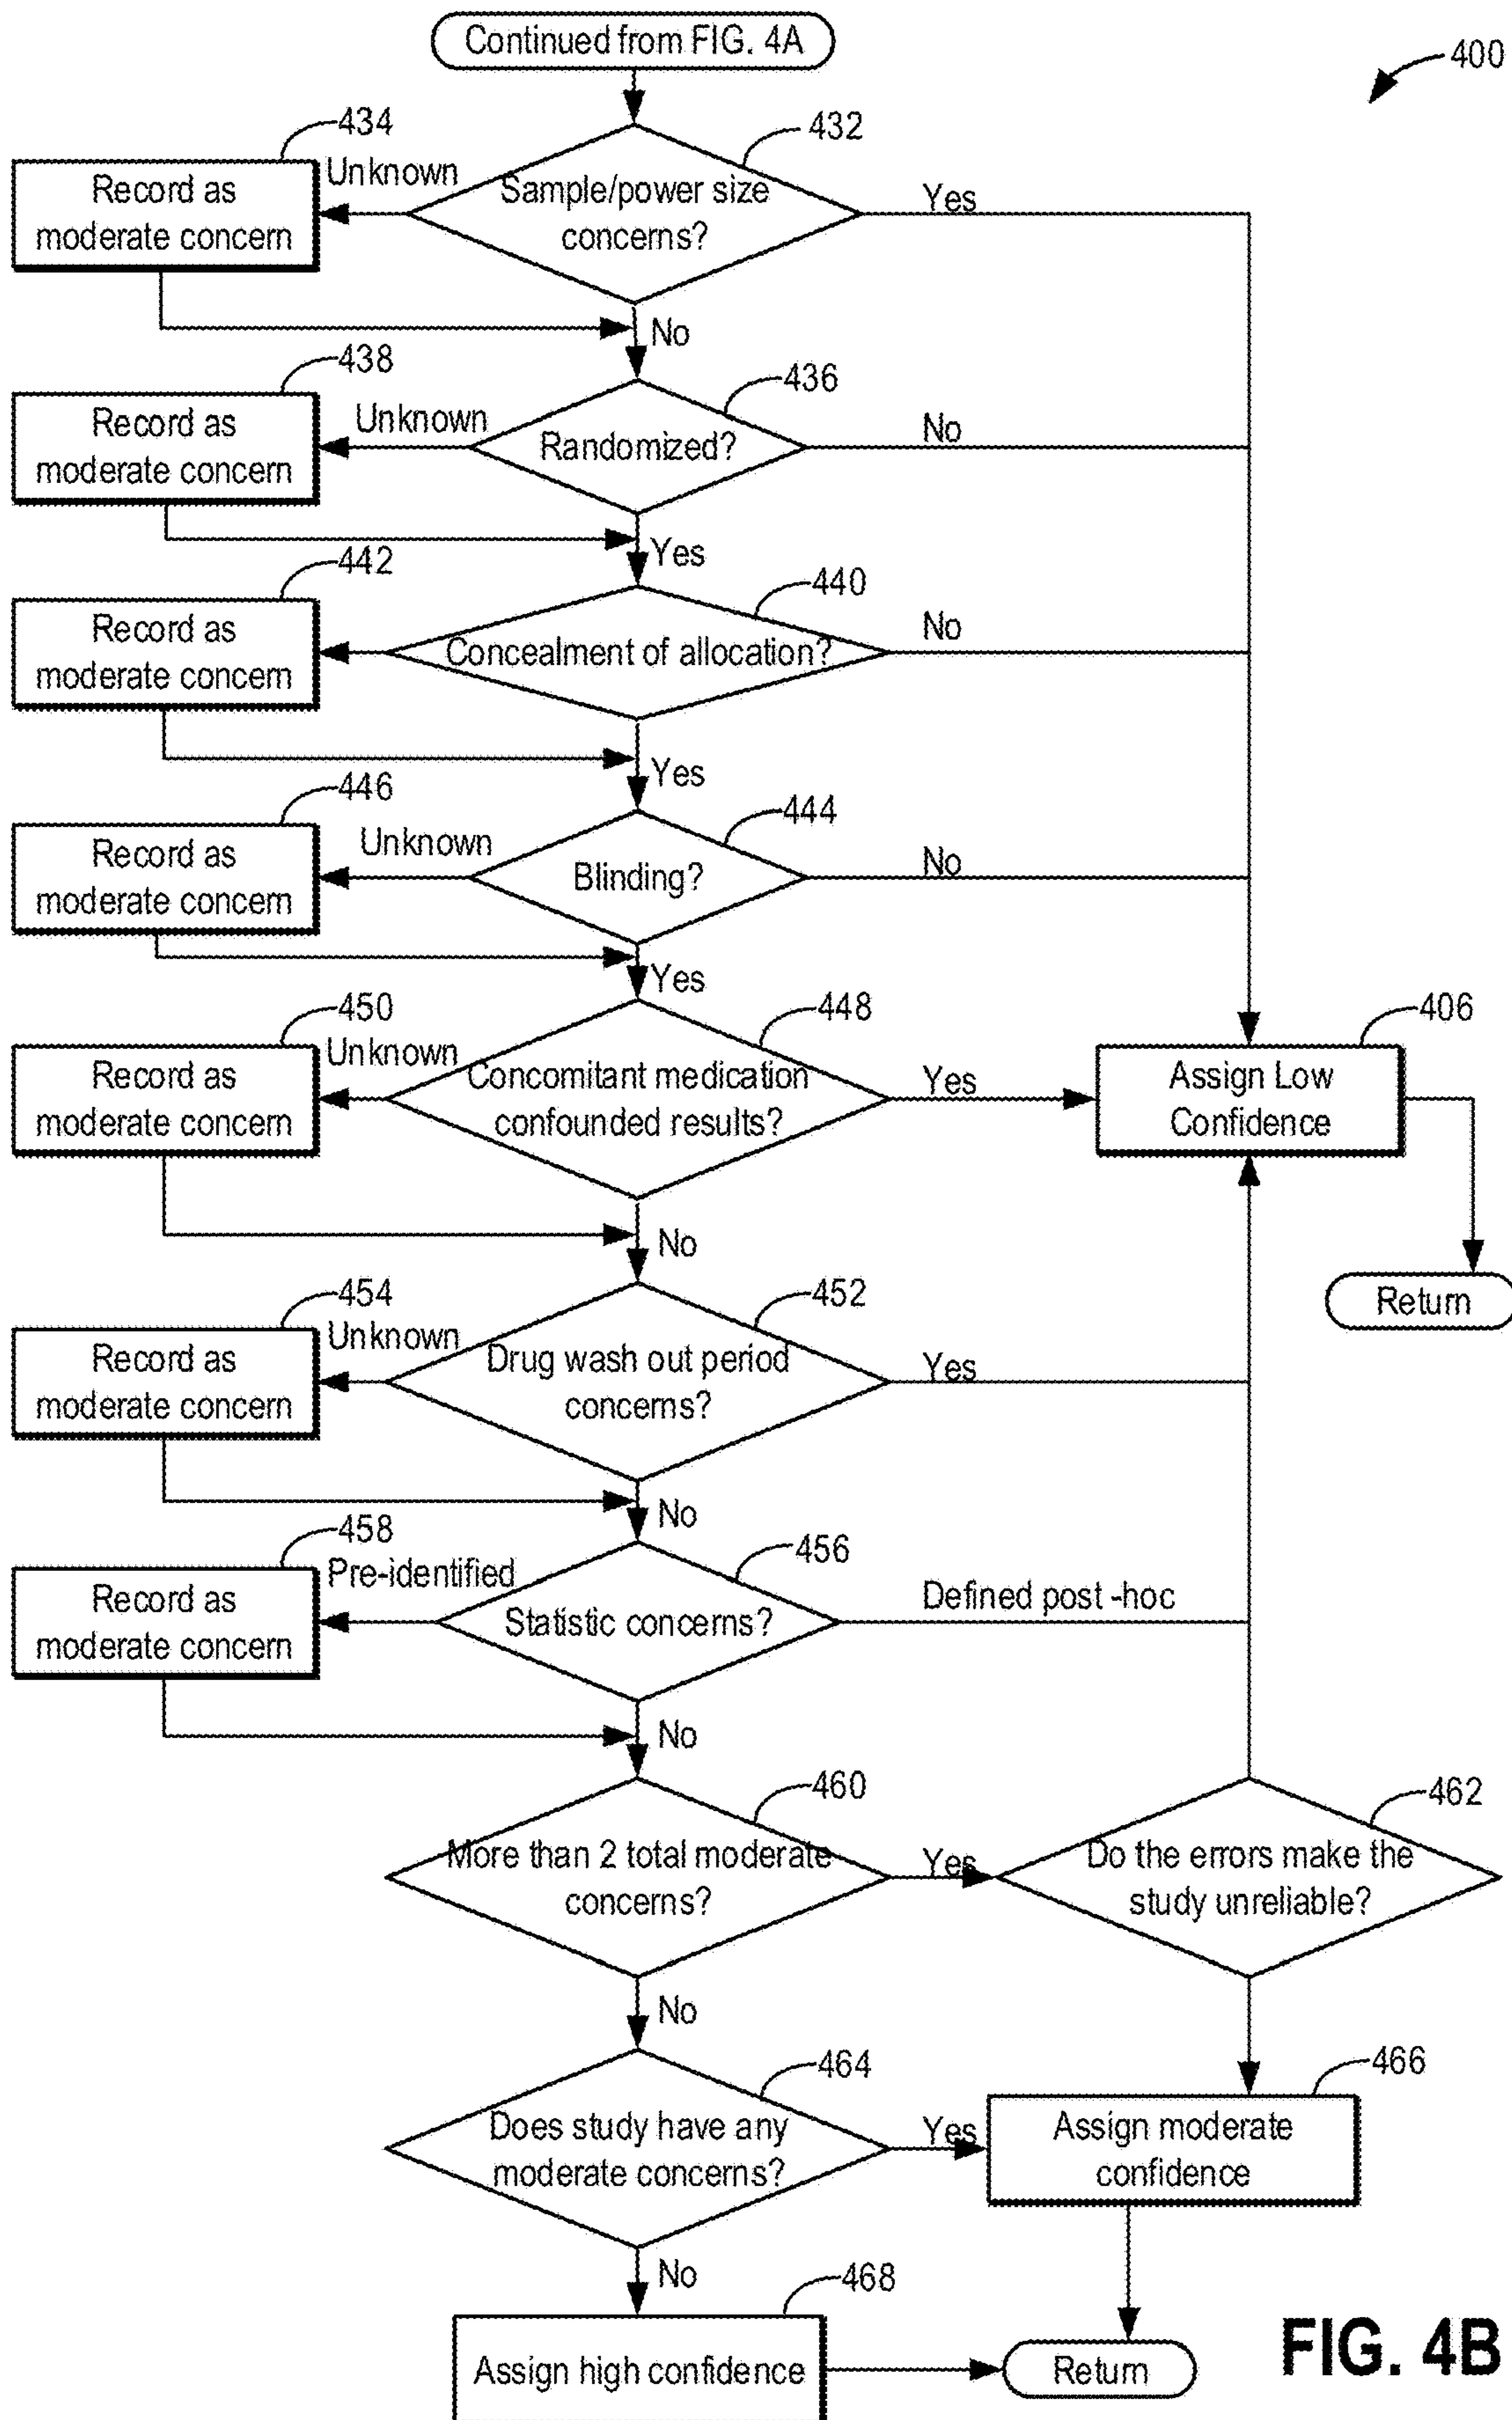 Continued from FIG. 4A
400
434
432
Unknown
Record as
moderate concern
Sample/power size
concerns?
Yes
No
438
436
Unknown
Record as
moderate concern
Randomized?
No
Yes
442
440
Record as
moderate concern
Concealment of allocation?
No
Yes
446
444
Unknown
Record as
moderate concern
Blinding?
No
Yes
450
448
406
Unknown
Record as
moderate concern
Concomitant medication
confounded results?
Yes
Assign Low
Confidence
No
Return
454
452
Unknown
Record as
moderate concern
Drug wash out period
concerns?
Yes
No
458
456
Pre-identified
Record as
moderate concern
Statistic concerns?
Defined post -hoc
No
460
462
More than 2 total moderate
concerns?
Yes
Do the errors make the
study unreliable?
No
464
466
Does study have any
moderate concerns?
Yes
Assign moderate
confidence
No
468
Assign high confidence
Return
FIG. 4B